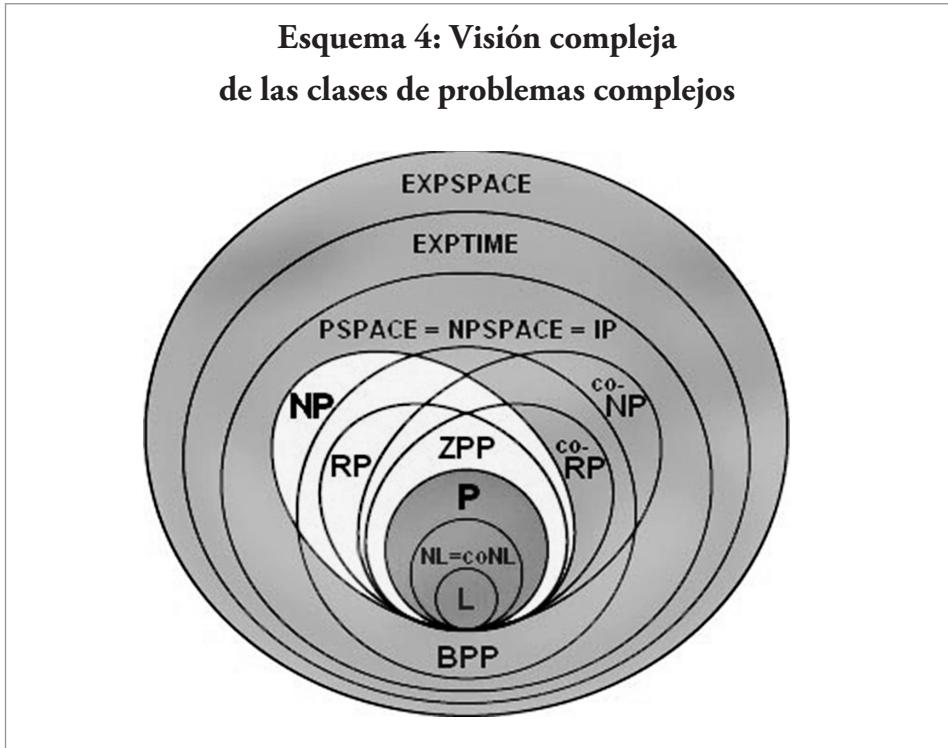 Esquema 4: Visión compleja
de las clases de problemas complejos
EXPSPACE
EXPTIME
PSPACE = NPSPACE = IP
NP
co-
NP
RP
ZPP
co-
RP
P
NL=coNL
L
BPP